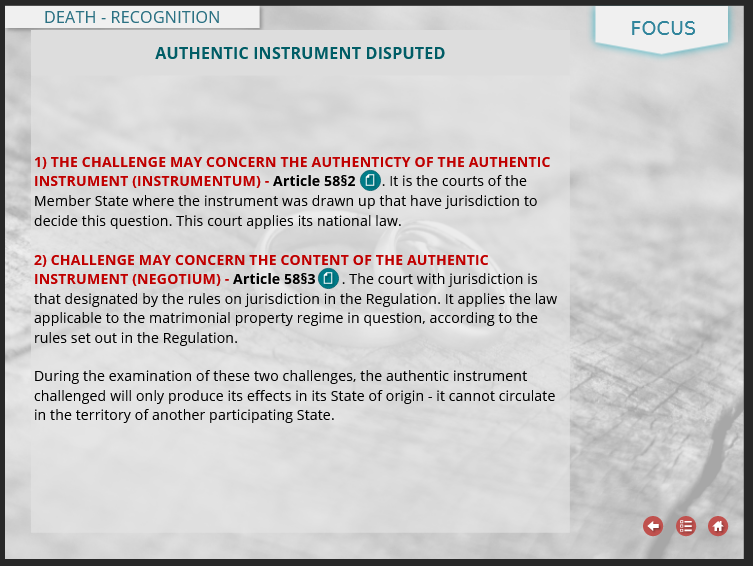 DEATH - RECOGNITION
FOCUS
AUTHENTIC INSTRUMENT DISPUTED
1) THE CHALLENGE MAY CONCERN THE AUTHENTICTY OF THE AUTHENTIC
INSTRUMENT (INSTRUMENTUM) - Article 58§2 . It is the courts of the
Member State where the instrument was drawn up that have jurisdiction to
decide this question. This court applies its national law.
2) CHALLENGE MAY CONCERN THE CONTENT OF THE AUTHENTIC
INSTRUMENT (NEGOTIUM) - Article 58§3 . The court with jurisdiction is
that designated by the rules on jurisdiction in the Regulation. It applies the law
applicable to the matrimonial property regime in question, according to the
rules set out in the Regulation.
During the examination of these two challenges, the authentic instrument
challenged will only produce its effects in its State of origin - it cannot circulate
in the territory of another participating State.